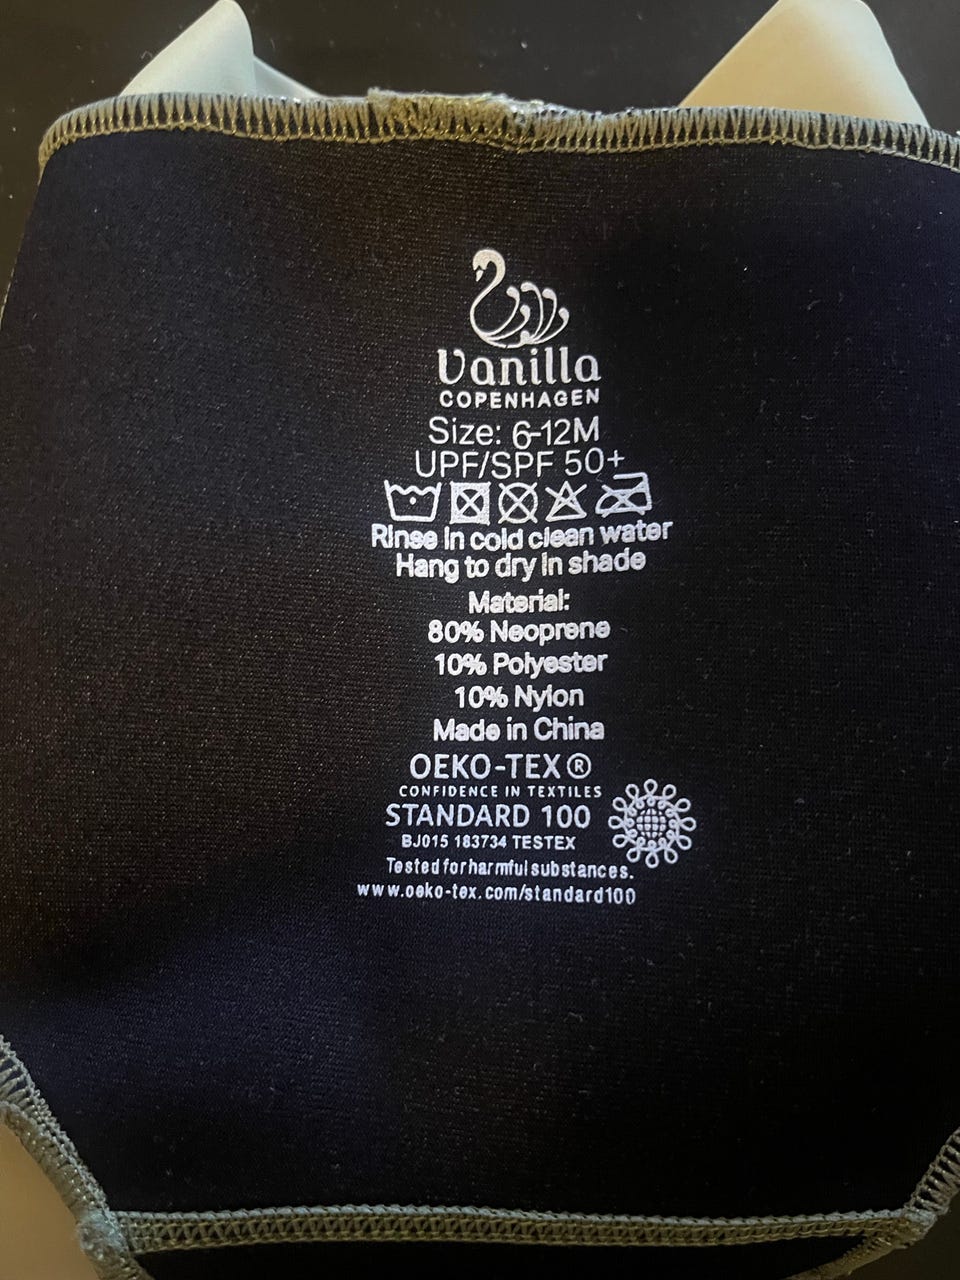 Vanilla
COPENHAGEN
Size: 6-12M
UPF/SPF 50+
Rinse in cold clean water
Hang to dry in shade
Material:
80% Neoprene
10% Polyester
10% Nylon
Made in China
OEKO-TEX®
CONFIDENCE IN TEXTILES
STANDARD 100
BJ015 183734 TESTEX
Tested for harmful substances.
www.oeko-tex.com/standard100